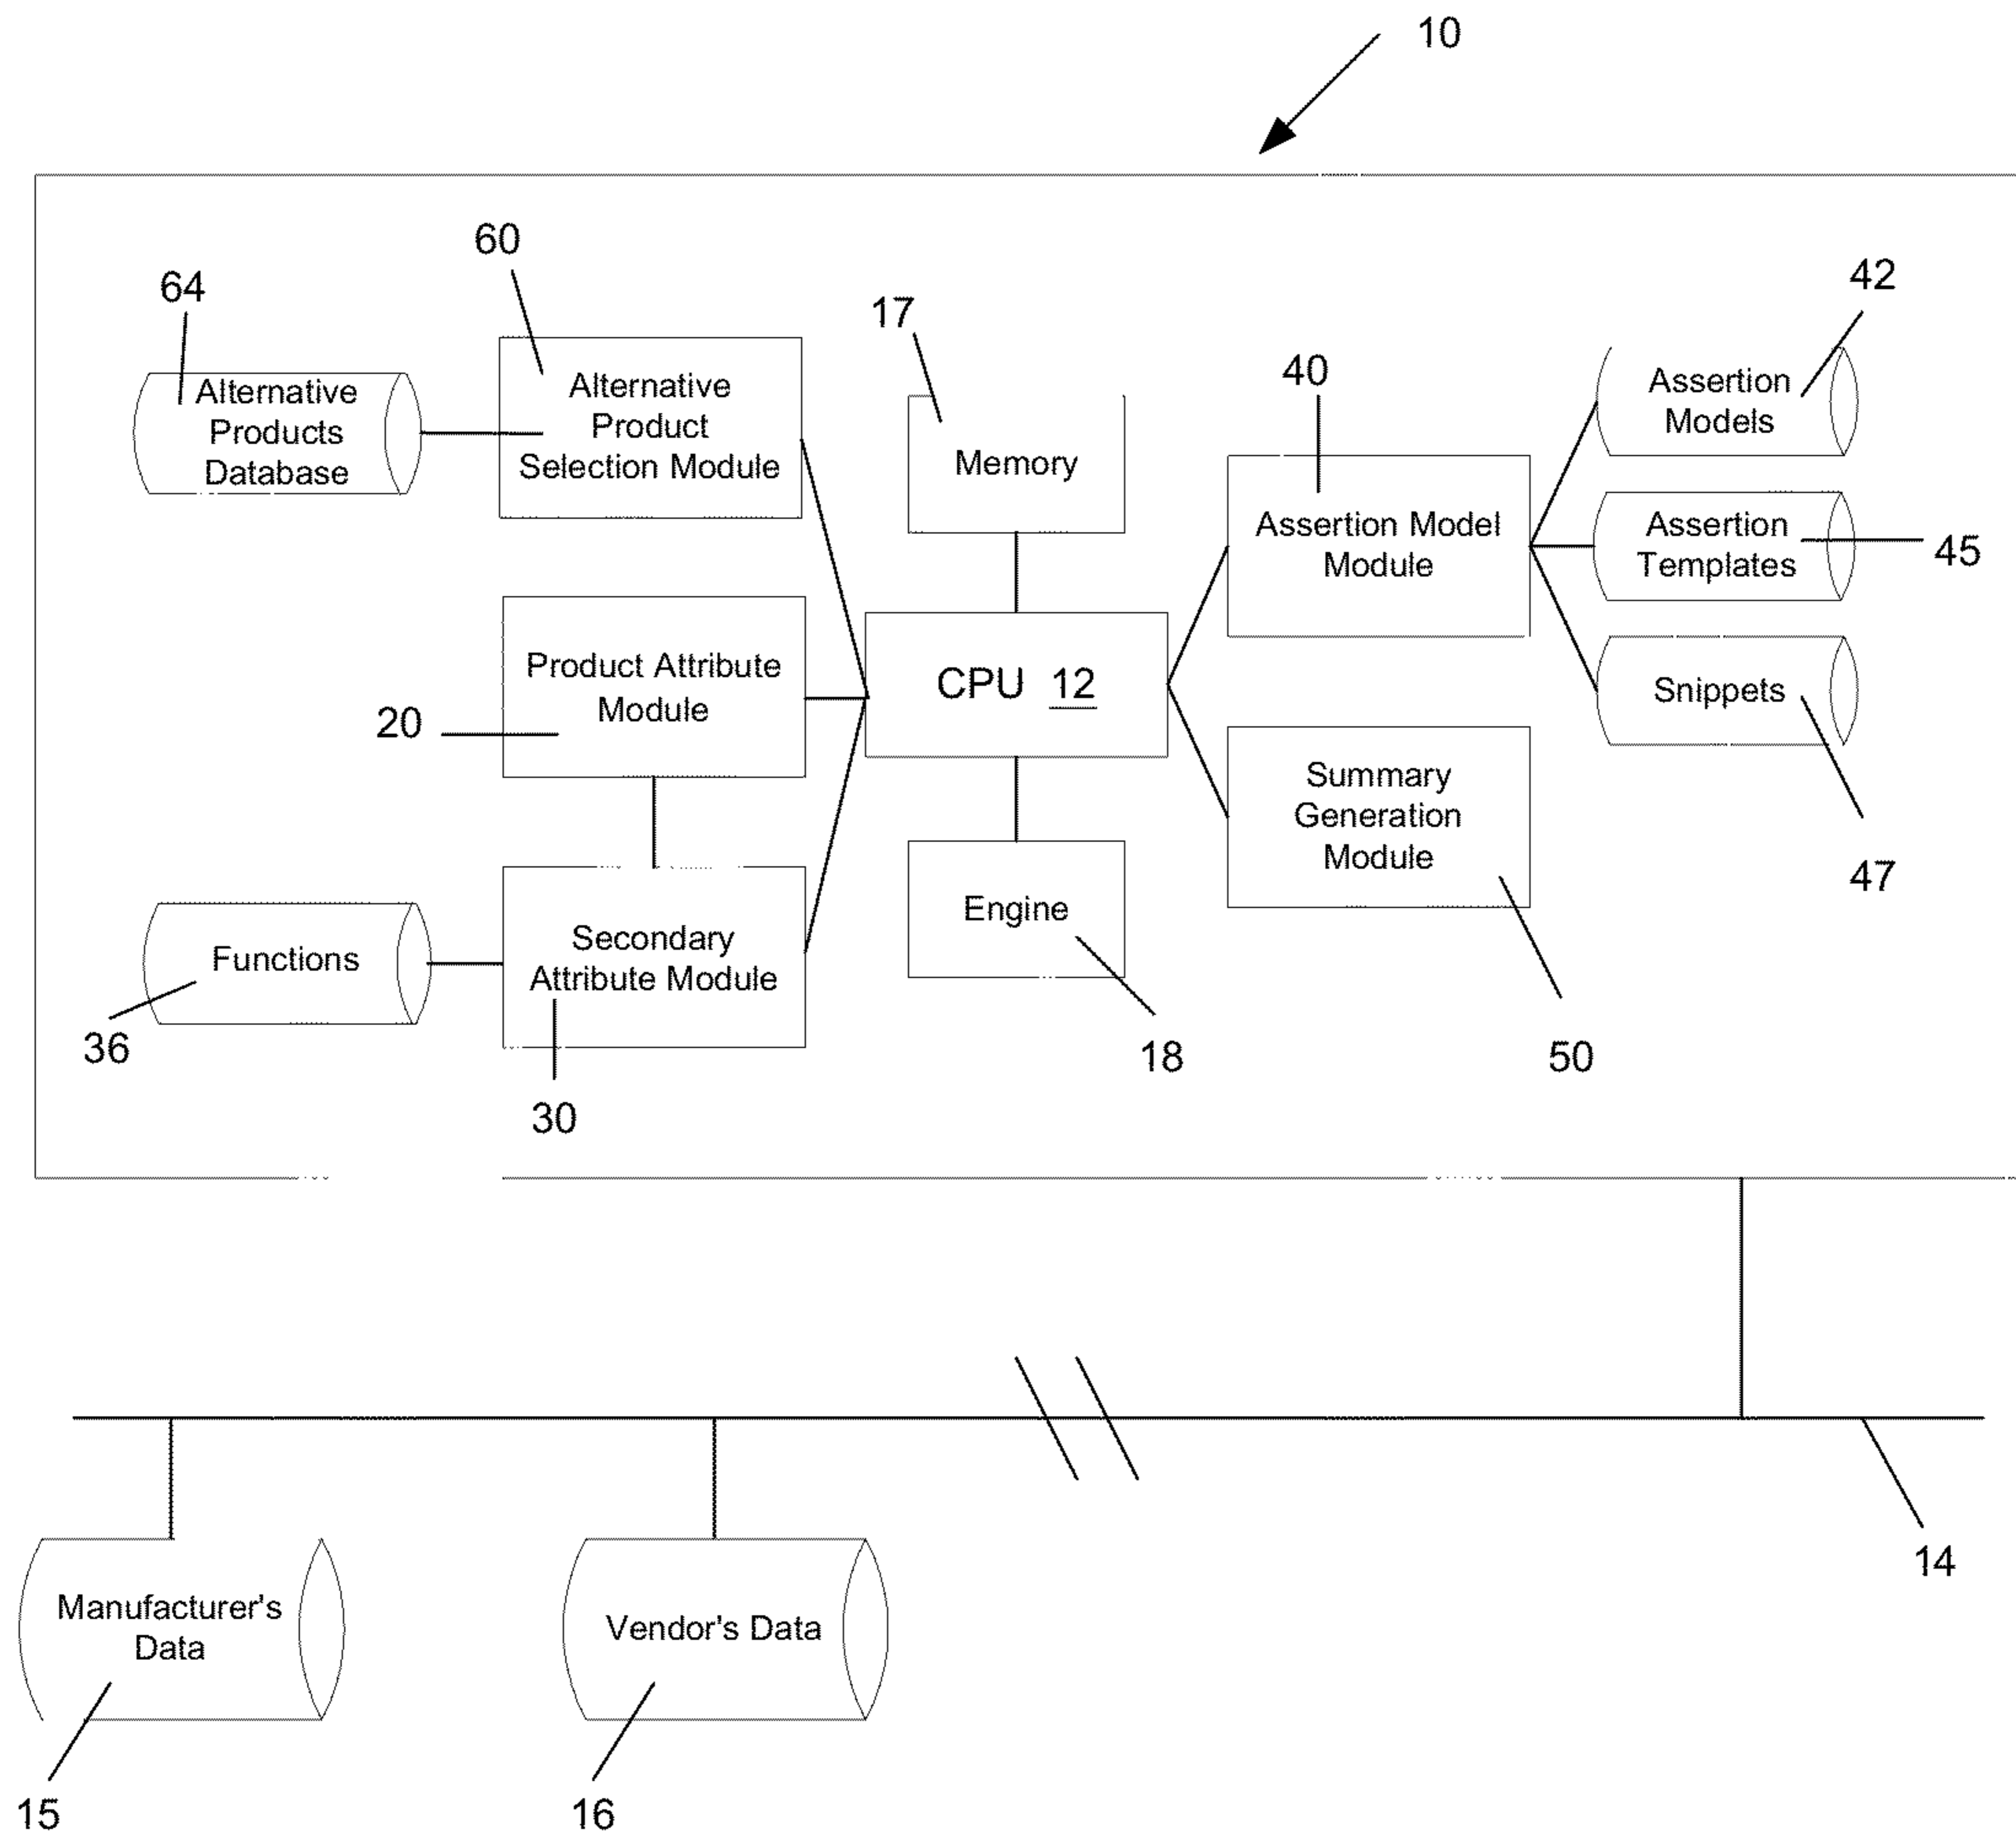 10
60
64
17
42
40
Alternative
Products
Database
Alternative
Product
Selection Module
Memory
Assertion
Models
Assertion Model
Module
Assertion
Templates
45
Product Attribute
Module
20
CPU 12
Snippets
47
Summary
Generation
Module
50
Engine
18
Functions
36
Secondary
Attribute Module
30
14
Manufacturer's
Data
15
Vendor's Data
16